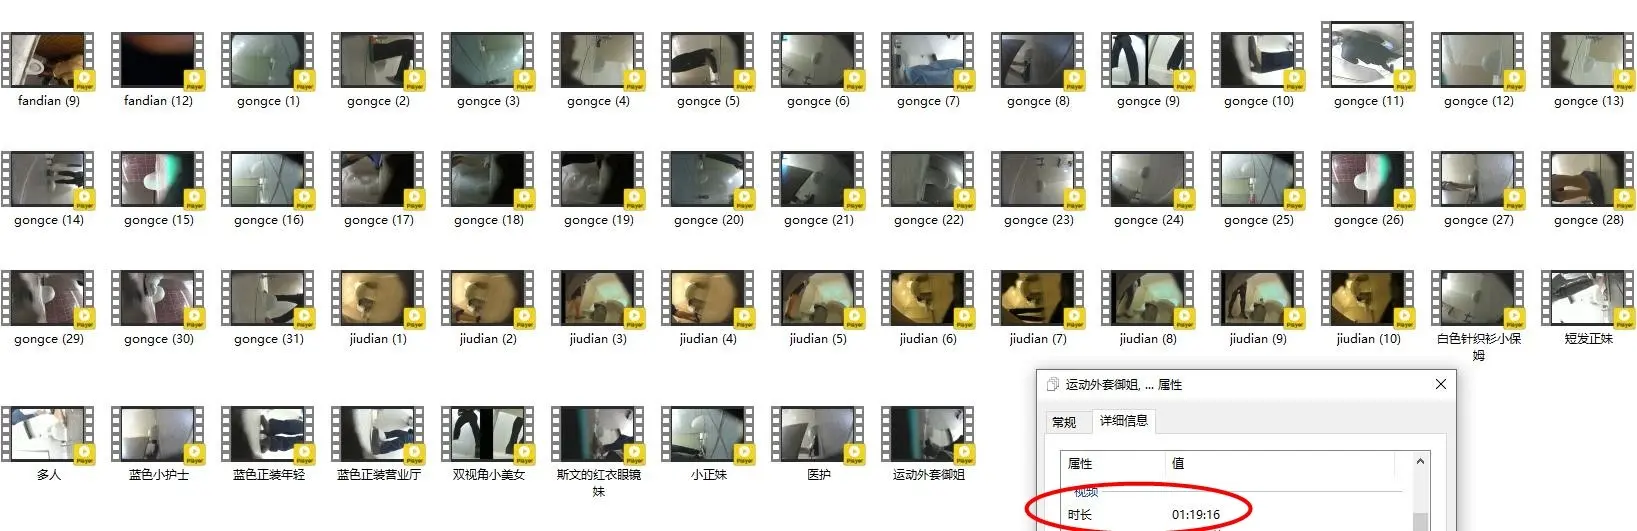 fandian (9) fandian (12) gongce (1) gongce (2) gongce (3) gongce (4) gongce (5) gongce (6) gongce (7) gongce (8) gongce (9) gongce (10) gongce (11) gongce (12) gongce (13)
gongce (14) gongce (15) gongce (16) gongce (17) gongce (18) gongce (19) gongce (20) gongce (21) gongce (22) gongce (23) gongce (24) gongce (25) gongce (26) gongce (27) gongce (28)
gongce (29) gongce (30) gongce (31) jiudian (1) jiudian (2) jiudian (3) jiudian (4) jiudian (5) jiudian (6) jiudian (7) jiudian (8) jiudian (9) jiudian (10) 白色针织衫小保 短发正妹
姆
多人 蓝色小护士 蓝色正装年轻 蓝色正装营业厅 双视角小美女 斯文的红衣眼镜 小正妹 医护 运动外套御姐
妹
运动外套御姐, ... 属性
常规 详细信息
属性 值
视频
时长 01:19:16